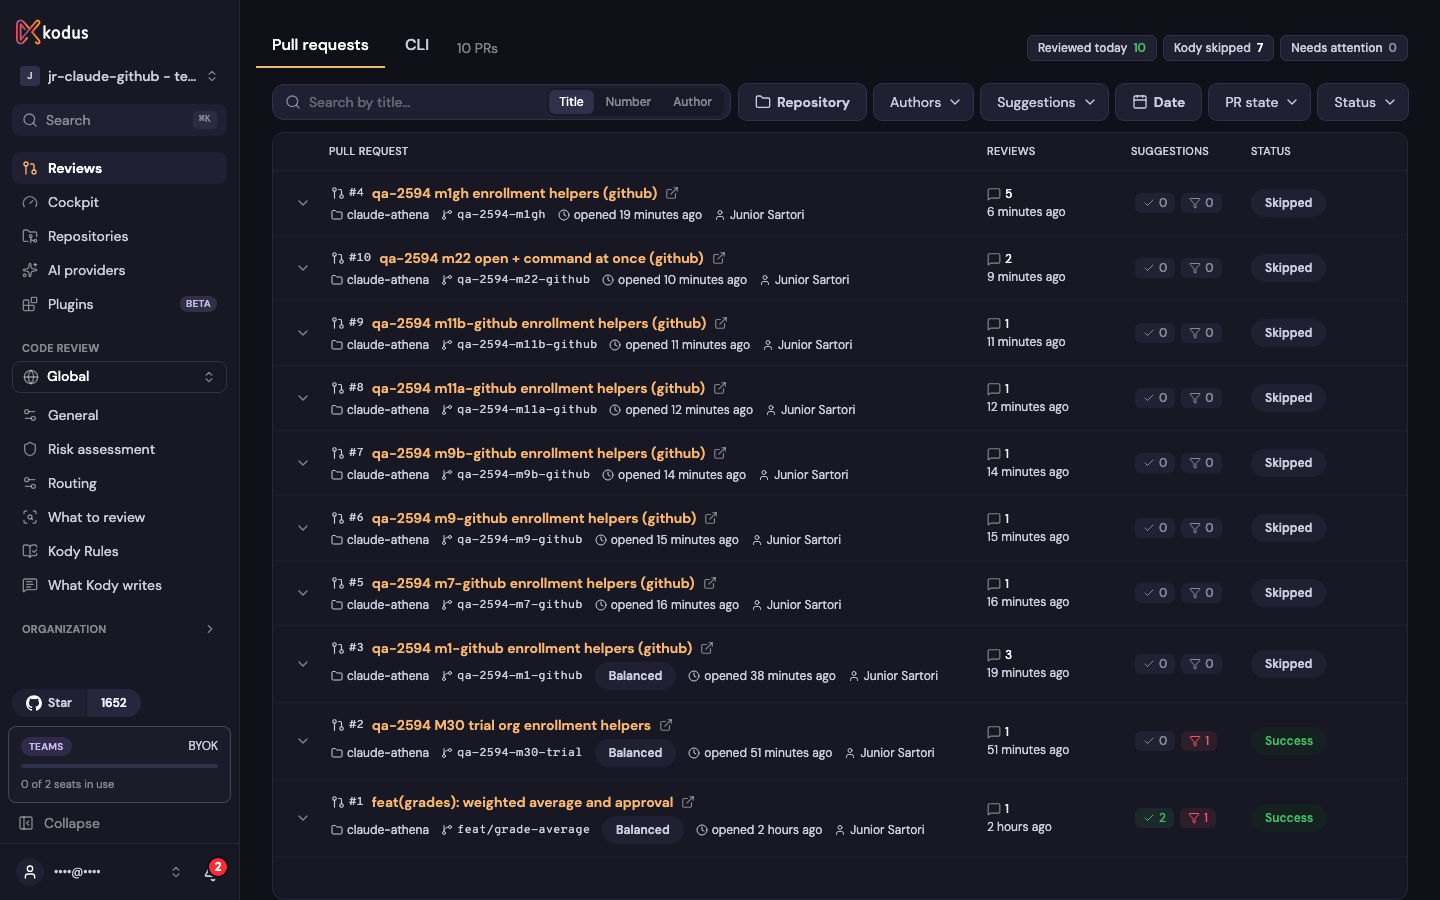 kodus
J jr-claude-github - te...
Search ⌘K
Reviews
Cockpit
Repositories
AI providers
Plugins BETA
CODE REVIEW
Global
General
Risk assessment
Routing
What to review
Kody Rules
What Kody writes
ORGANIZATION
Star 1652
TEAMS BYOK
0 of 2 seats in use
Collapse
••••@•••• 2
Pull requests CLI 10 PRs
Reviewed today 10 Kody skipped 7 Needs attention 0
Search by title... Title Number Author Repository Authors Suggestions Date PR state Status
PULL REQUEST REVIEWS SUGGESTIONS STATUS
#4 qa-2594 m1gh enrollment helpers (github) 5 0 0 Skipped
claude-athena qa-2594-m1gh opened 19 minutes ago Junior Sartori 6 minutes ago
#10 qa-2594 m22 open + command at once (github) 2 0 0 Skipped
claude-athena qa-2594-m22-github opened 10 minutes ago Junior Sartori 9 minutes ago
#9 qa-2594 m11b-github enrollment helpers (github) 1 0 0 Skipped
claude-athena qa-2594-m11b-github opened 11 minutes ago Junior Sartori 11 minutes ago
#8 qa-2594 m11a-github enrollment helpers (github) 1 0 0 Skipped
claude-athena qa-2594-m11a-github opened 12 minutes ago Junior Sartori 12 minutes ago
#7 qa-2594 m9b-github enrollment helpers (github) 1 0 0 Skipped
claude-athena qa-2594-m9b-github opened 14 minutes ago Junior Sartori 14 minutes ago
#6 qa-2594 m9-github enrollment helpers (github) 1 0 0 Skipped
claude-athena qa-2594-m9-github opened 15 minutes ago Junior Sartori 15 minutes ago
#5 qa-2594 m7-github enrollment helpers (github) 1 0 0 Skipped
claude-athena qa-2594-m7-github opened 16 minutes ago Junior Sartori 16 minutes ago
#3 qa-2594 m1-github enrollment helpers (github) 3 0 0 Skipped
claude-athena qa-2594-m1-github Balanced opened 38 minutes ago Junior Sartori 19 minutes ago
#2 qa-2594 M30 trial org enrollment helpers 1 0 1 Success
claude-athena qa-2594-m30-trial Balanced opened 51 minutes ago Junior Sartori 51 minutes ago
#1 feat(grades): weighted average and approval 1 2 1 Success
claude-athena feat/grade-average Balanced opened 2 hours ago Junior Sartori 2 hours ago